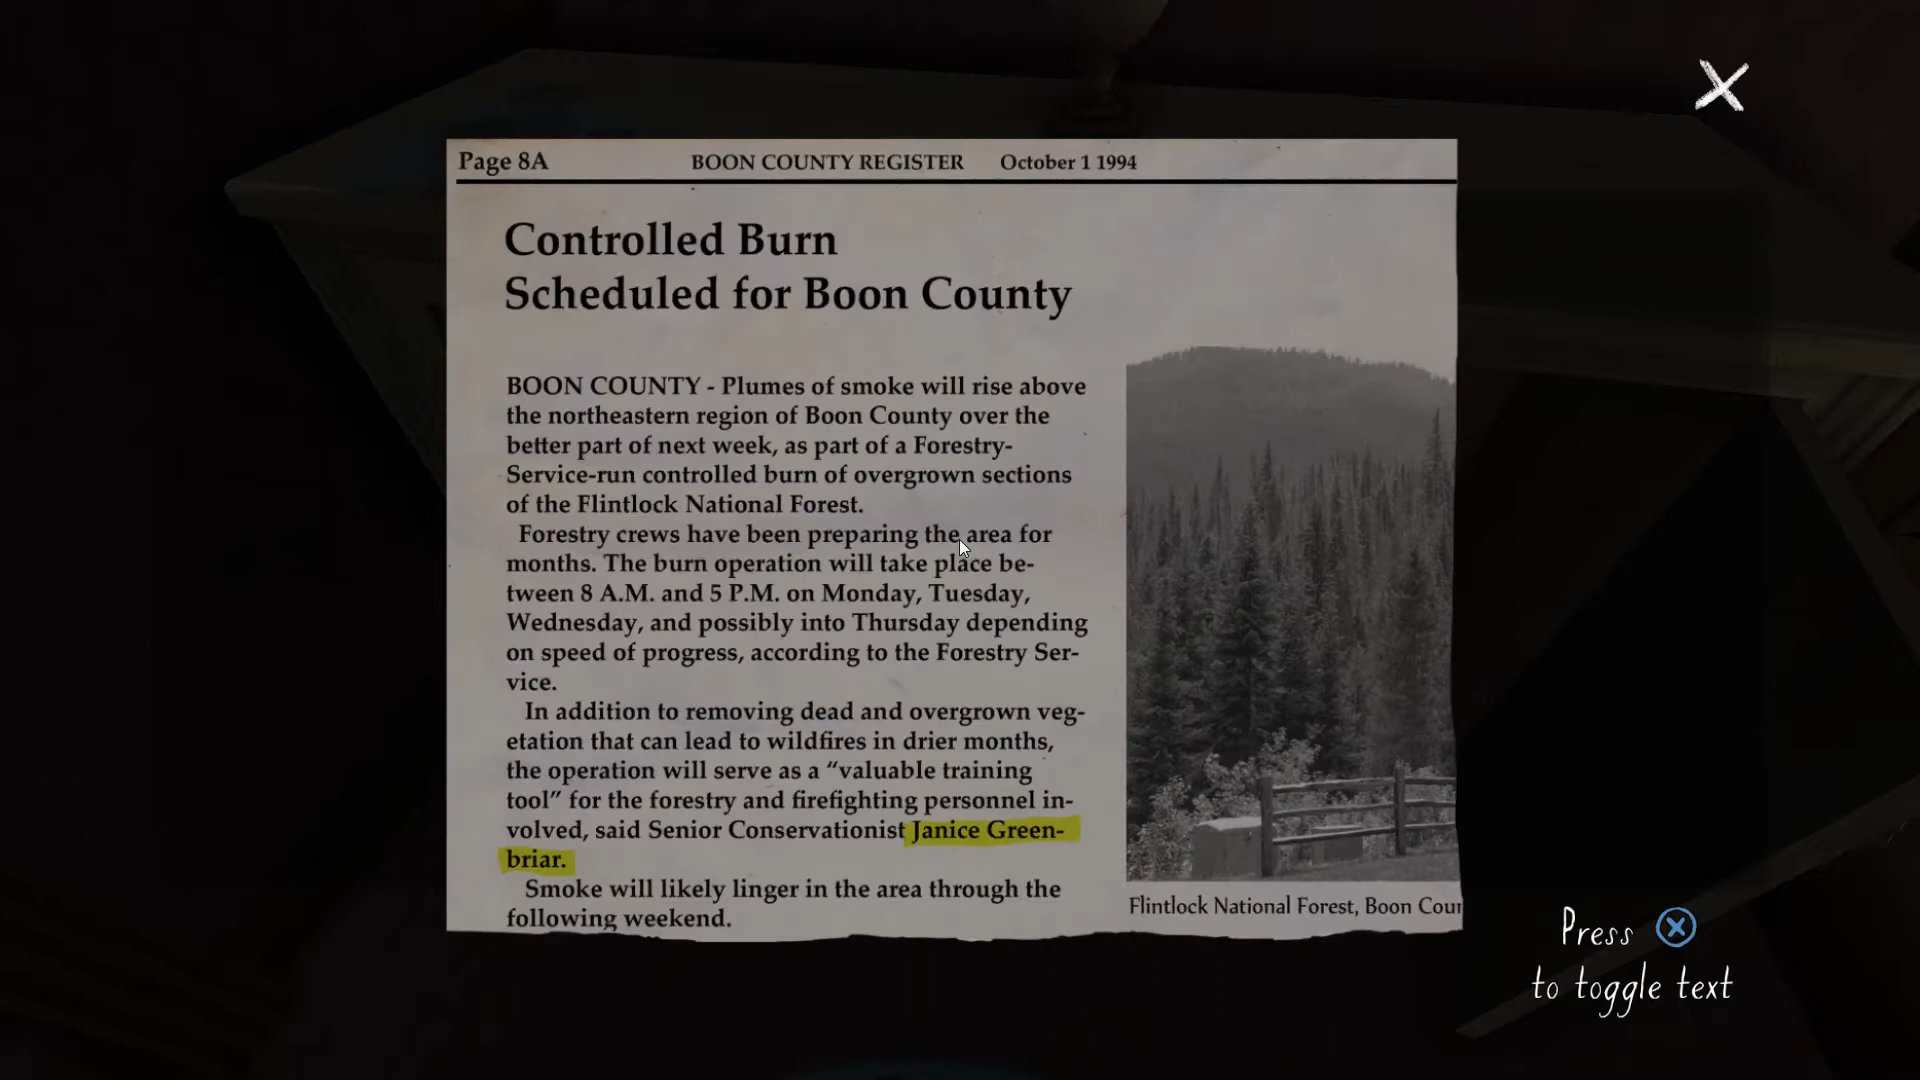 Page 8A BOON COUNTY REGISTER October 1 1994
Controlled Burn
Scheduled for Boon County
BOON COUNTY - Plumes of smoke will rise above
the northeastern region of Boon County over the
better part of next week, as part of a Forestry-
Service-run controlled burn of overgrown sections
of the Flintlock National Forest.
Forestry crews have been preparing the area for
months. The burn operation will take place be-
tween 8 A.M. and 5 P.M. on Monday, Tuesday,
Wednesday, and possibly into Thursday depending
on speed of progress, according to the Forestry Ser-
vice.
In addition to removing dead and overgrown veg-
etation that can lead to wildfires in drier months,
the operation will serve as a “valuable training
tool” for the forestry and firefighting personnel in-
volved, said Senior Conservationist Janice Green-
briar.
Smoke will likely linger in the area through the
following weekend.
Flintlock National Forest, Boon Coun
Press
to toggle text